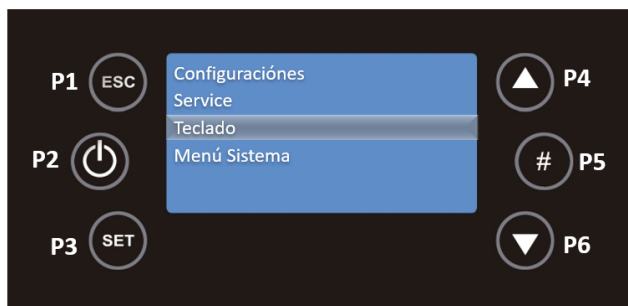 P1 ESC
Configuraciónes
P4
Service
Teclado
P2
Menú Sistema
# P5
P3 SET
P6